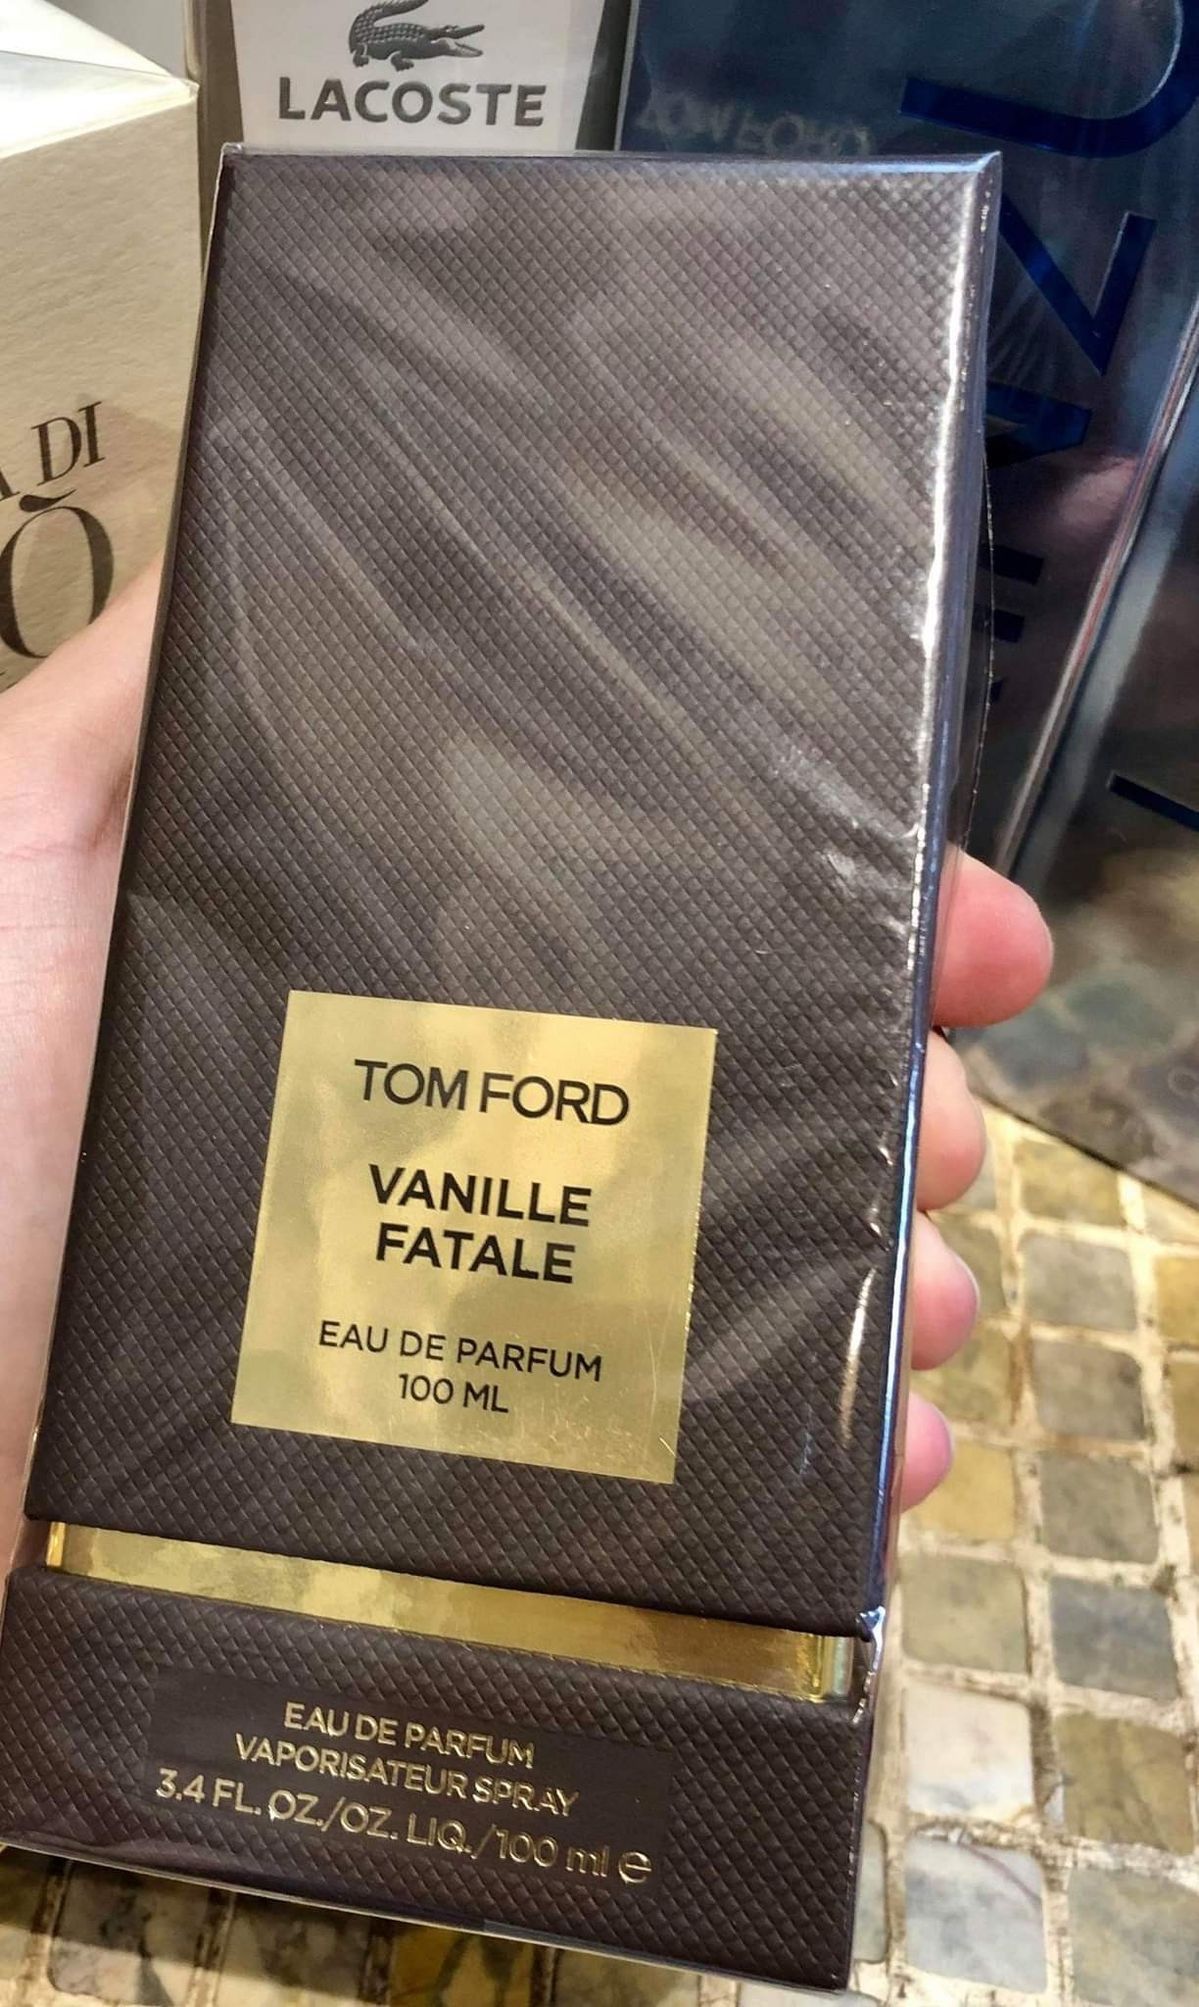 LACOSTE
DI
TOM FORD
VANILLE
FATALE
EAU DE PARFUM
100 ML
EAU DE PARFUM
VAPORISATEUR SPRAY
3.4 FL. OZ./OZ. LIQ./100 ml e